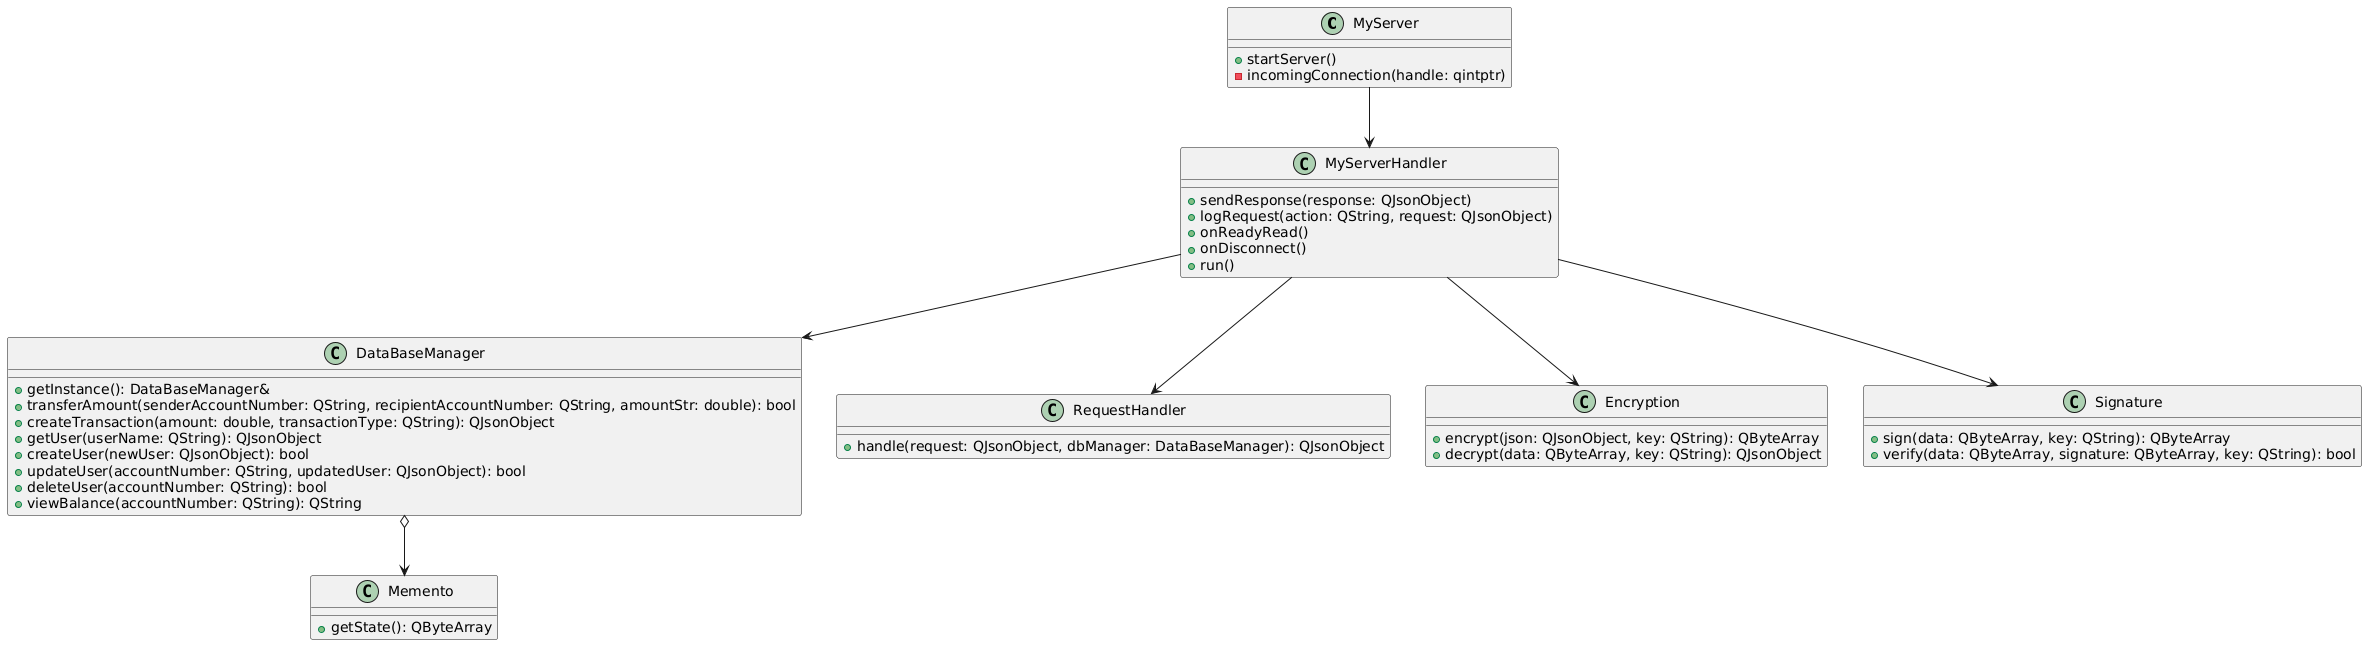 C MyServer
startServer()
incomingConnection(handle: qintptr)
C MyServerHandler
sendResponse(response: QJsonObject)
logRequest(action: QString, request: QJsonObject)
onReadyRead()
onDisconnect()
run()
C DataBaseManager
getInstance(): DataBaseManager&
transferAmount(senderAccountNumber: QString, recipientAccountNumber: QString, amountStr: double): bool
createTransaction(amount: double, transactionType: QString): QJsonObject
getUser(userName: QString): QJsonObject
createUser(newUser: QJsonObject): bool
updateUser(accountNumber: QString, updatedUser: QJsonObject): bool
deleteUser(accountNumber: QString): bool
viewBalance(accountNumber: QString): QString
C RequestHandler
handle(request: QJsonObject, dbManager: DataBaseManager): QJsonObject
C Encryption
encrypt(json: QJsonObject, key: QString): QByteArray
decrypt(data: QByteArray, key: QString): QJsonObject
C Signature
sign(data: QByteArray, key: QString): QByteArray
verify(data: QByteArray, signature: QByteArray, key: QString): bool
C Memento
getState(): QByteArray